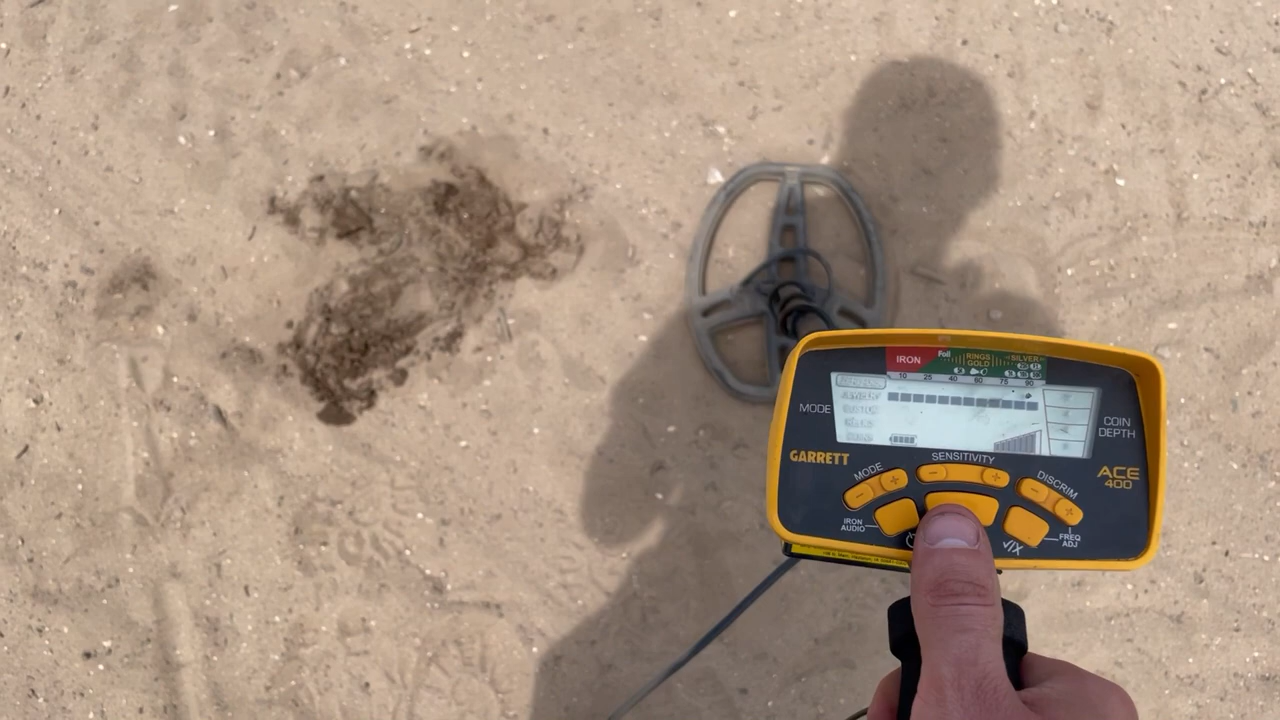 IRON
Foil
RINGS
GOLD
SILVER
10 25 40 60 75 90
MODE
COIN
DEPTH
GARRETT
ACE
400
MODE
SENSITIVITY
DISCRIM
IRON
AUDIO
FREQ
ADJ
√/X